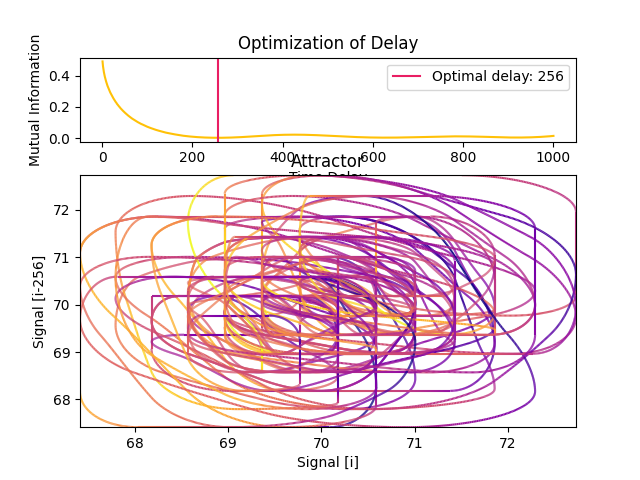 Optimization of Delay
Mutual Information
0.4
0.2
0.0
Optimal delay: 256
0 200 400 600 800 1000
Time Delay
Attractor
Signal [i-256]
72
71
70
69
68
68 69 70 71 72
Signal [i]